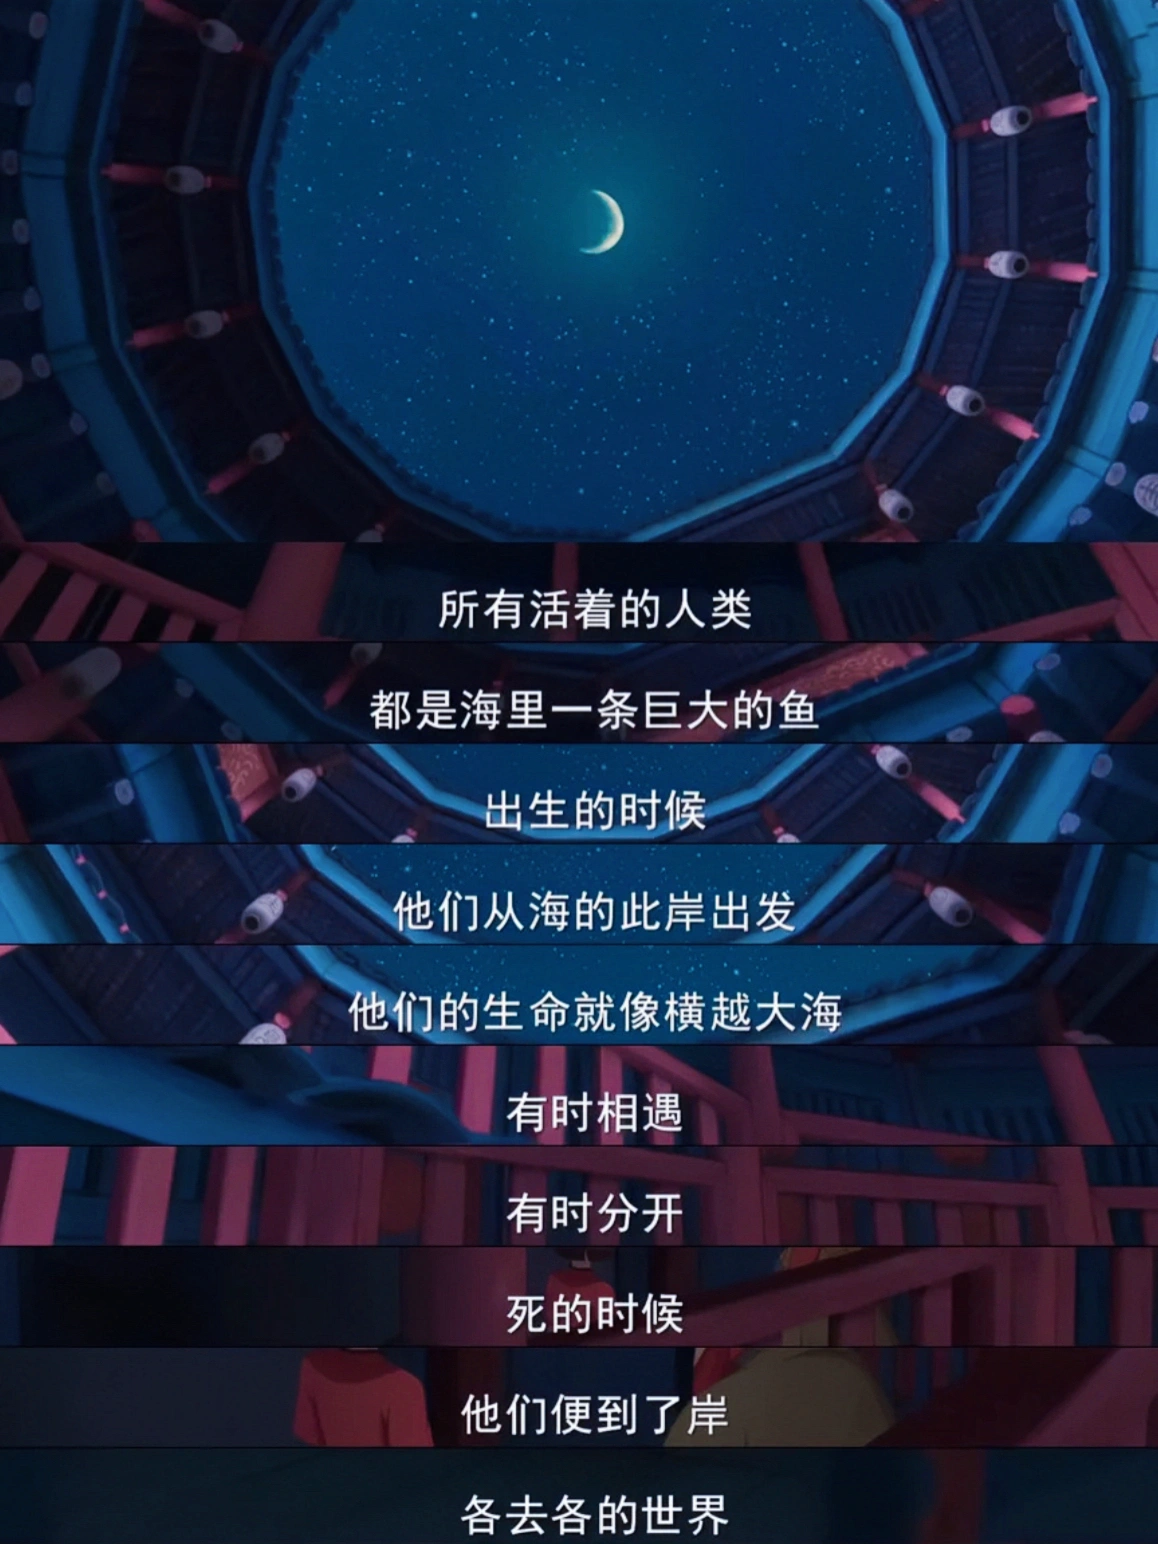 所有活着的人类
都是海里一条巨大的鱼
出生的时候
他们从海的此岸出发
他们的生命就像横越大海
有时相遇
有时分开
死的时候
他们便到了岸
各去各的世界